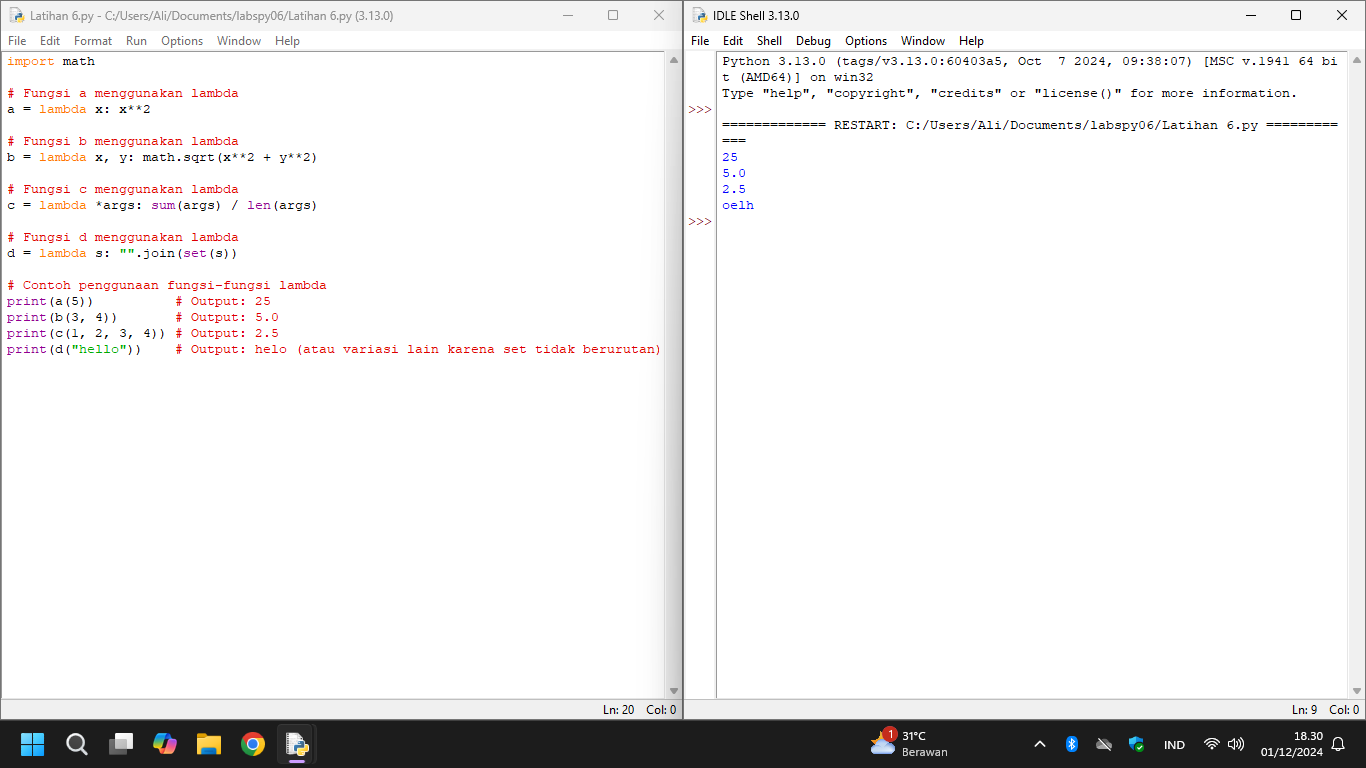 Latihan 6.py - C:/Users/Ali/Documents/labspy06/Latihan 6.py (3.13.0)
File Edit Format Run Options Window Help
import math
# Fungsi a menggunakan lambda
a = lambda x: x**2
# Fungsi b menggunakan lambda
b = lambda x, y: math.sqrt(x**2 + y**2)
# Fungsi c menggunakan lambda
c = lambda *args: sum(args) / len(args)
# Fungsi d menggunakan lambda
d = lambda s: "".join(set(s))
# Contoh penggunaan fungsi-fungsi lambda
print(a(5))          # Output: 25
print(b(3, 4))       # Output: 5.0
print(c(1, 2, 3, 4)) # Output: 2.5
print(d("hello"))    # Output: helo (atau variasi lain karena set tidak berurutan)
Ln: 20 Col: 0
IDLE Shell 3.13.0
File Edit Shell Debug Options Window Help
Python 3.13.0 (tags/v3.13.0:60403a5, Oct  7 2024, 09:38:07) [MSC v.1941 64 bi
t (AMD64)] on win32
Type "help", "copyright", "credits" or "license()" for more information.
>>>
============= RESTART: C:/Users/Ali/Documents/labspy06/Latihan 6.py =========
===
25
5.0
2.5
oelh
>>>
Ln: 9 Col: 0
1
31°C
Berawan
IND
18.30
01/12/2024